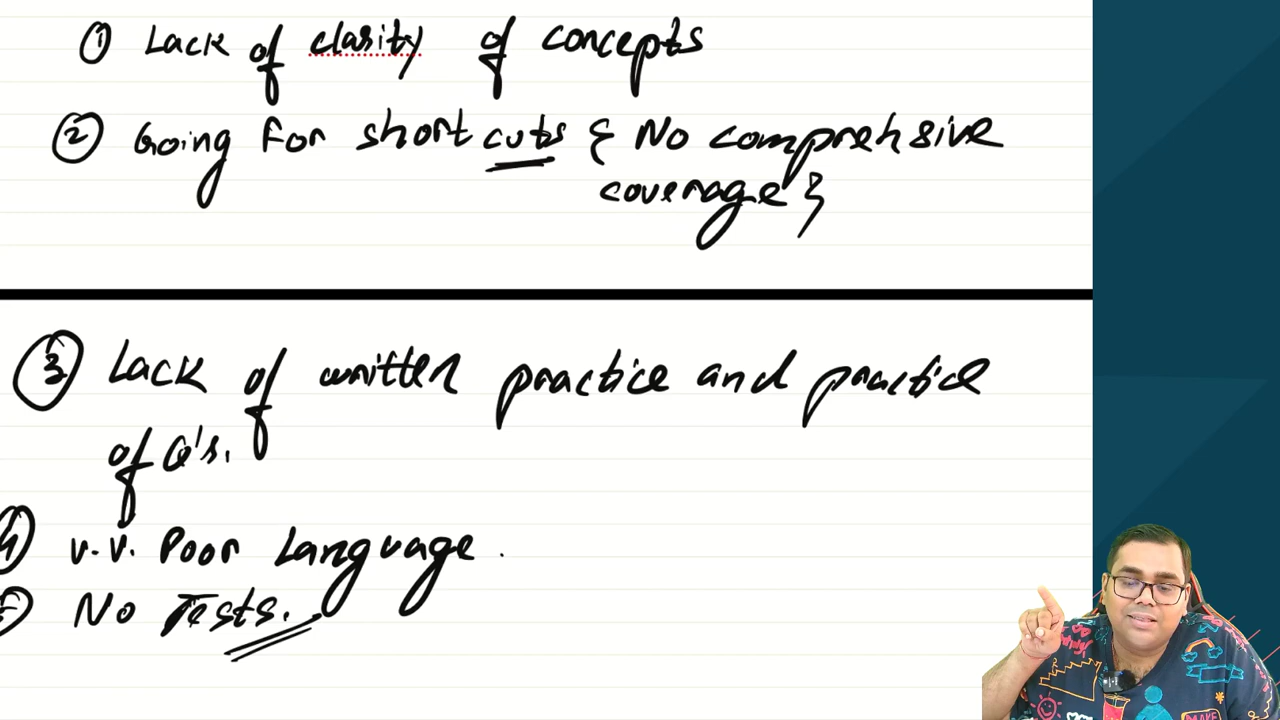 ① Lack of clarity of concepts
② Going For short cuts { No comprehensive
coverage }
③ Lack of written practice and practice
of Q's.
④ v.v. Poor Language.
⑤ No Tests.
MAKE